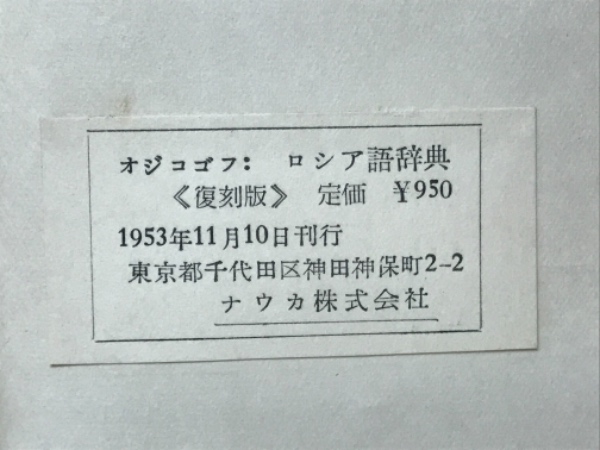 オジコゴフ： ロシア語辞典
《復刻版》 定価 ￥950
1953年11月10日刊行
東京都千代田区神田神保町2-2
ナウカ株式会社